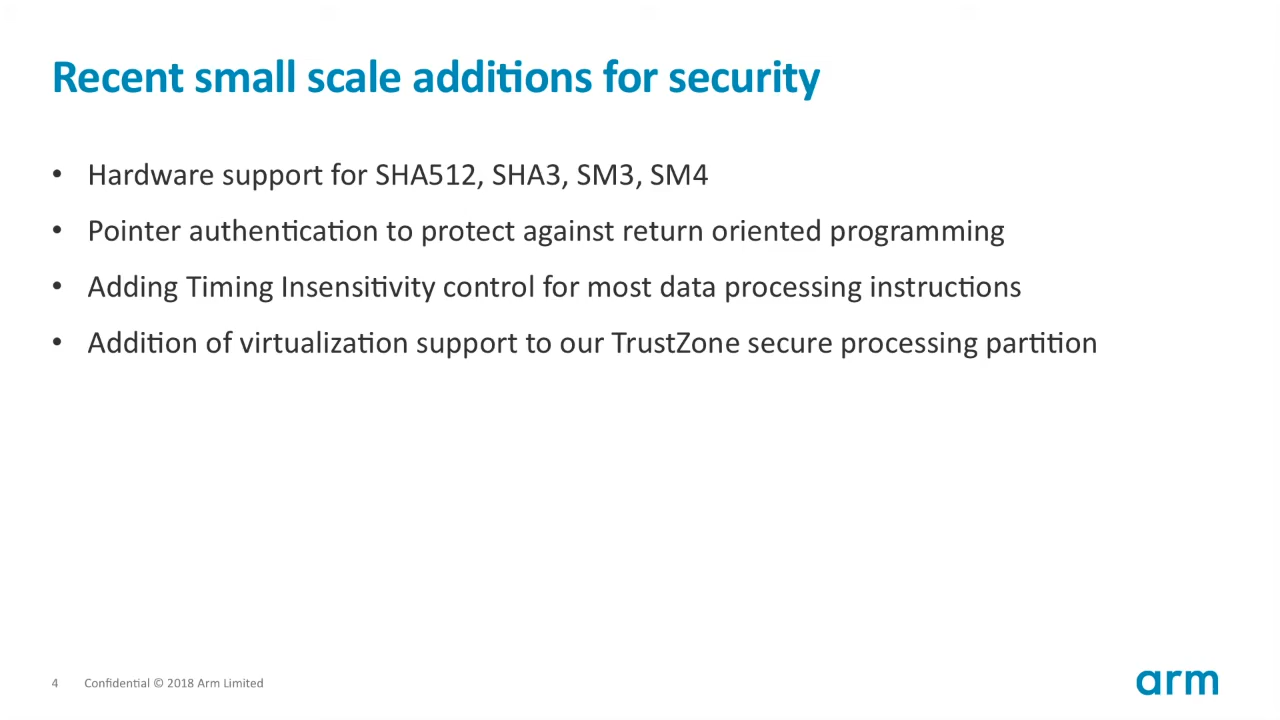 Recent small scale additions for security
• Hardware support for SHA512, SHA3, SM3, SM4
• Pointer authentication to protect against return oriented programming
• Adding Timing Insensitivity control for most data processing instructions
• Addition of virtualization support to our TrustZone secure processing partition
4 Confidential © 2018 Arm Limited
arm